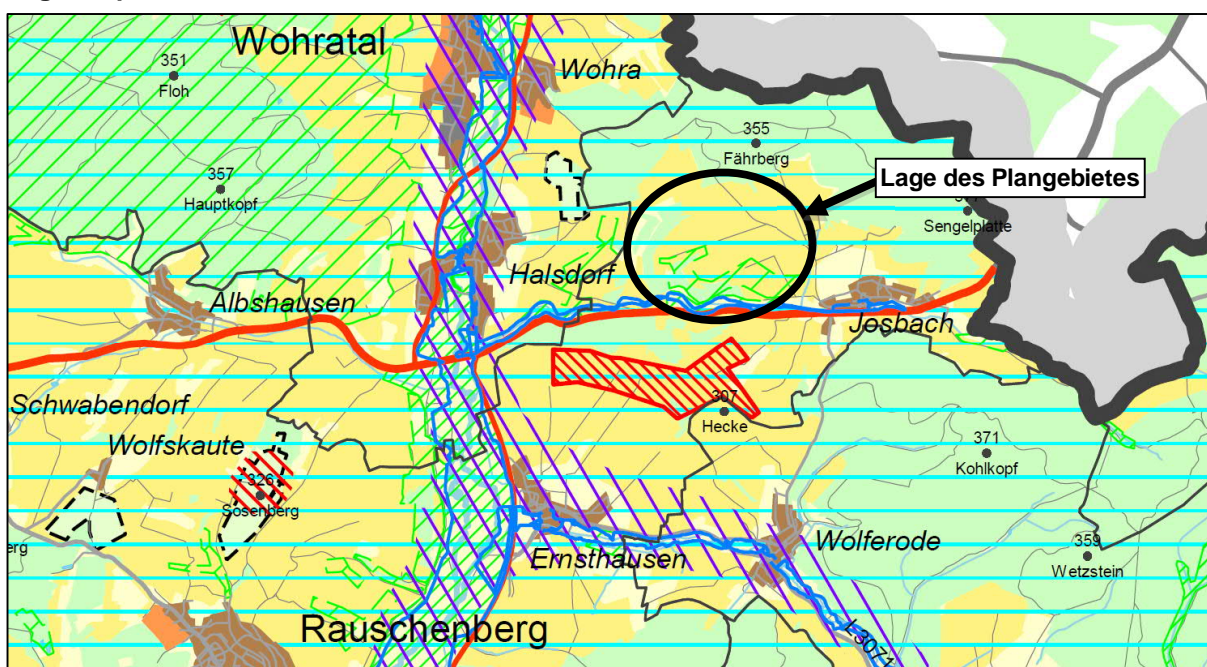 Wohratal
351
Floh
Wohra
355
Fährberg
357
Hauptkopf
Lage des Plangebietes
Sengelplatte
Halsdorf
Albshausen
Josbach
Schwabendorf
307
Hecke
Wolfskaute
371
Kohlkopf
326
Sosenberg
Ernsthausen
Wolferode
359
Wetzstein
Rauschenberg
L3071